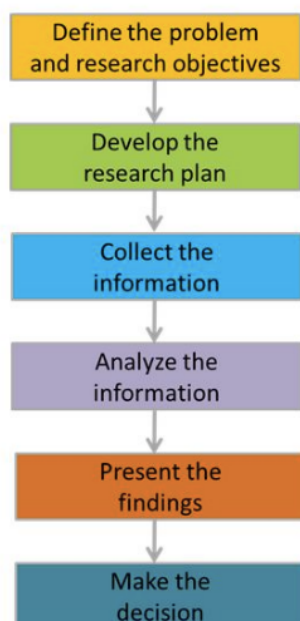 Define the problem
and research objectives
Develop the
research plan
Collect the
information
Analyze the
information
Present the
findings
Make the
decision